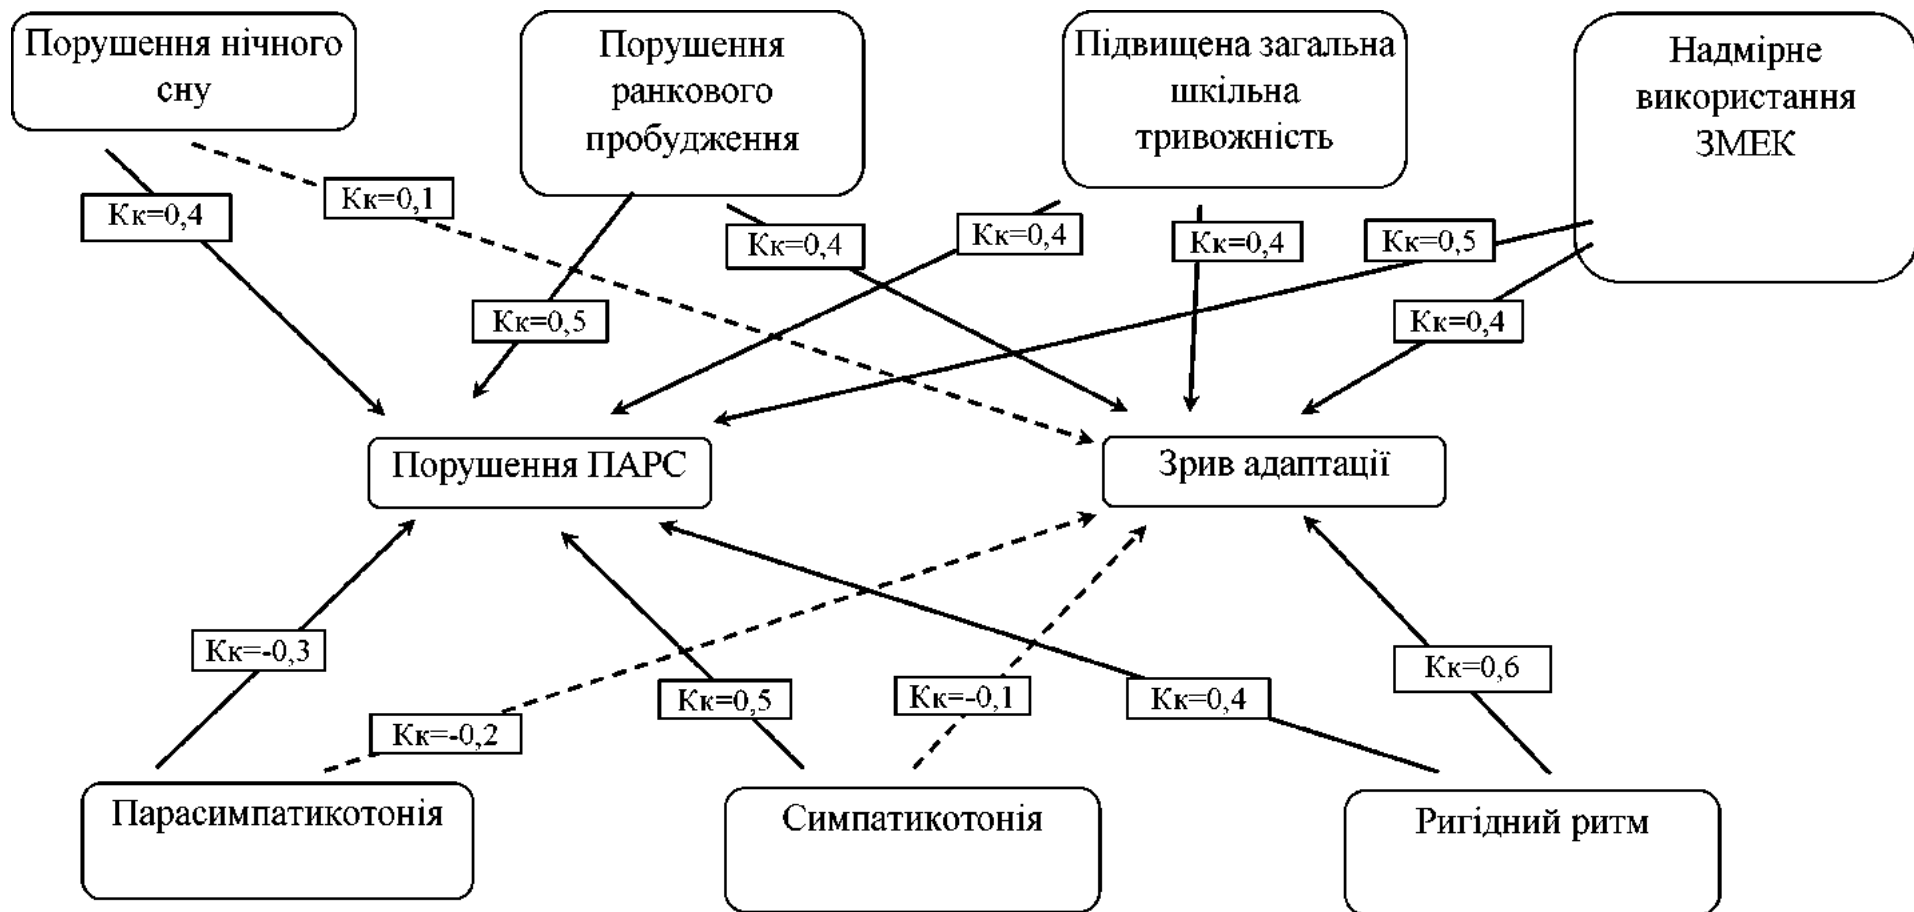 Порушення нічного
сну
Порушення
ранкового
пробудження
Підвищена загальна
шкільна
тривожність
Надмірне
використання
ЗМЕК
Кк=0,4
Кк=0,1
Кк=0,5
Кк=0,4
Кк=0,4
Кк=0,4
Кк=0,5
Кк=0,4
Порушення ПАРС
Зрив адаптації
Кк=-0,3
Кк=-0,2
Кк=0,5
Кк=-0,1
Кк=0,4
Кк=0,6
Парасимпатикотонія
Симпатикотонія
Ригідний ритм